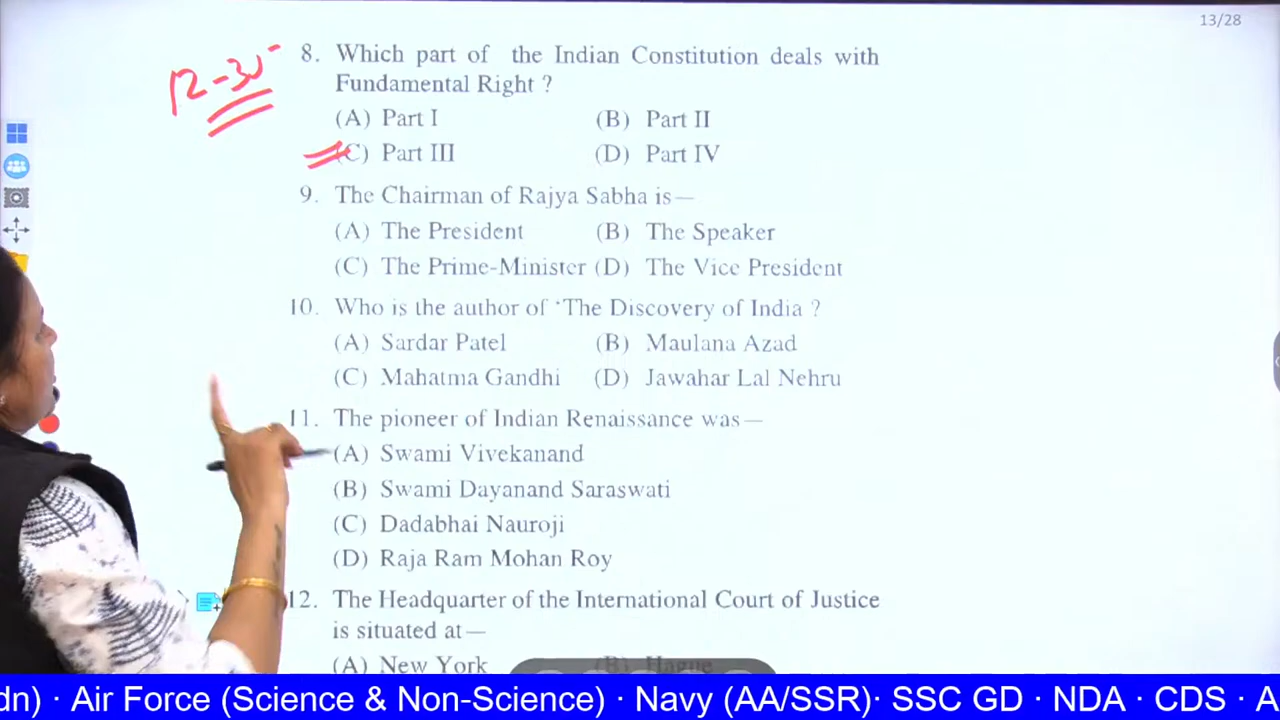 13/28
12-35
8. Which part of the Indian Constitution deals with
Fundamental Right ?
(A) Part I (B) Part II
(C) Part III (D) Part IV
9. The Chairman of Rajya Sabha is—
(A) The President (B) The Speaker
(C) The Prime-Minister (D) The Vice President
10. Who is the author of ‘The Discovery of India ?
(A) Sardar Patel (B) Maulana Azad
(C) Mahatma Gandhi (D) Jawahar Lal Nehru
11. The pioneer of Indian Renaissance was—
(A) Swami Vivekanand
(B) Swami Dayanand Saraswati
(C) Dadabhai Nauroji
(D) Raja Ram Mohan Roy
12. The Headquarter of the International Court of Justice
is situated at—
(A) New York (B) Hague
dn) · Air Force (Science & Non-Science) · Navy (AA/SSR)· SSC GD · NDA · CDS · A